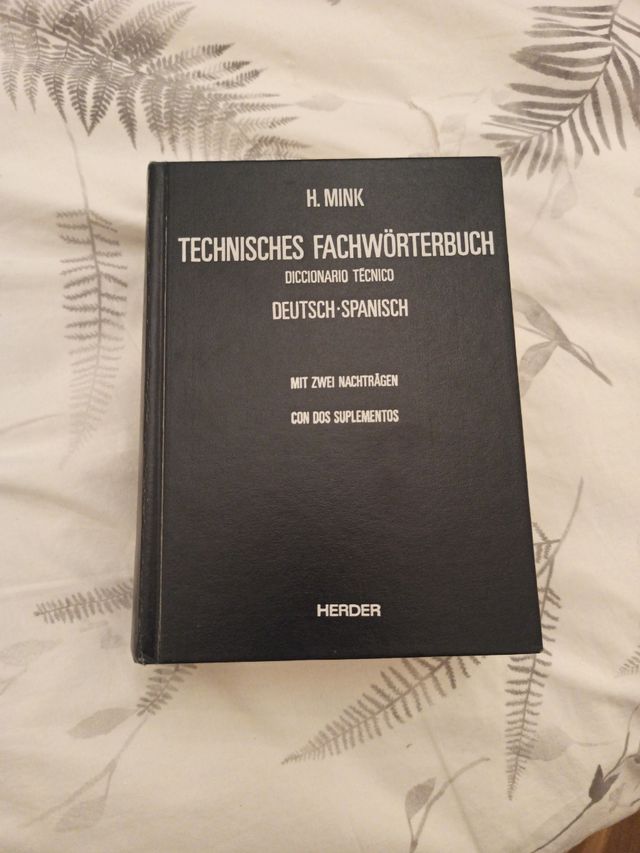 H. MINK
TECHNISCHES FACHWÖRTERBUCH
DICCIONARIO TÉCNICO
DEUTSCH·SPANISCH
MIT ZWEI NACHTRÄGEN
CON DOS SUPLEMENTOS
HERDER